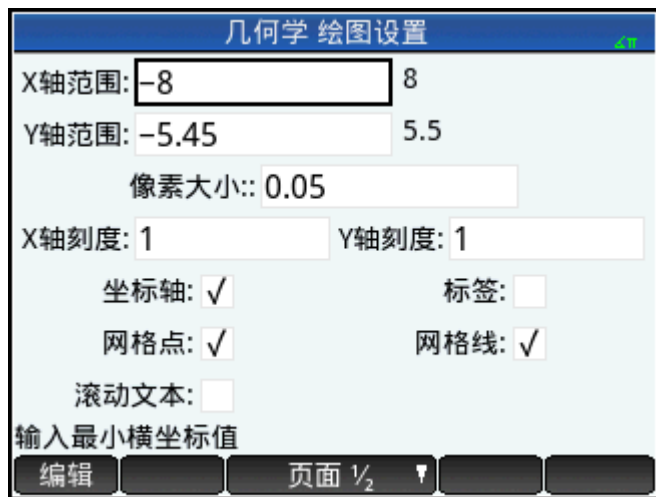 几何学 绘图设置
∡π
X轴范围: −8 8
Y轴范围: −5.45 5.5
像素大小:: 0.05
X轴刻度: 1 Y轴刻度: 1
坐标轴: √ 标签:
网格点: √ 网格线: √
滚动文本:
输入最小横坐标值
编辑 页面 ½ ▼